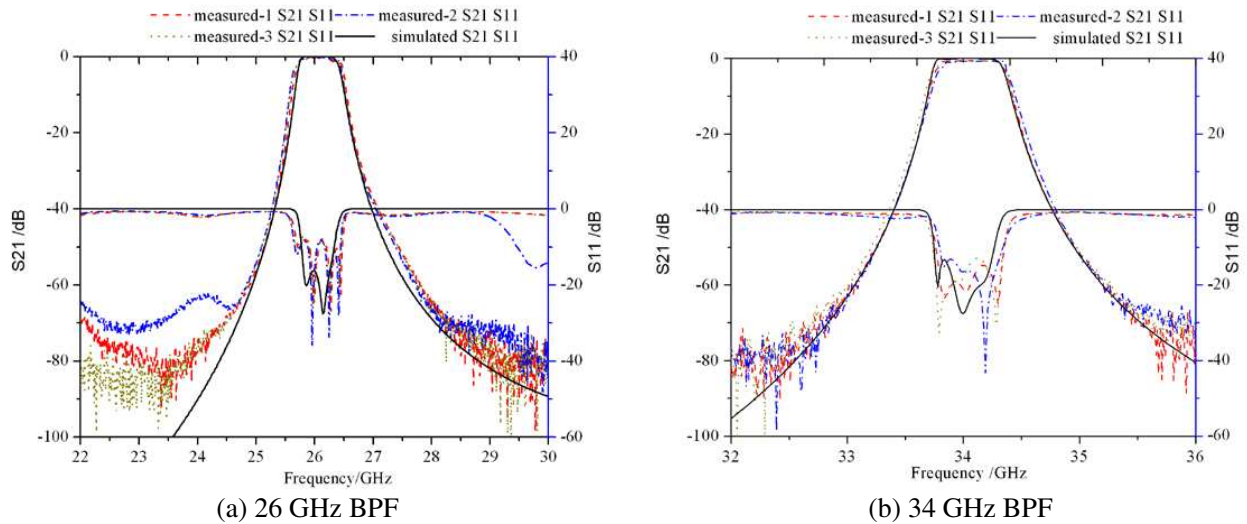 measured-1 S21 S11 measured-2 S21 S11
measured-3 S21 S11 simulated S21 S11
0
-20
-40
-60
-80
-100
S21 /dB
40
20
0
-20
-40
-60
S11 /dB
22 23 24 25 26 27 28 29 30
Frequency/GHz
(a) 26 GHz BPF
measured-1 S21 S11 measured-2 S21 S11
measured-3 S21 S11 simulated S21 S11
0
-20
-40
-60
-80
-100
S21 /dB
40
20
0
-20
-40
-60
S11 /dB
32 33 34 35 36
Frequency /GHz
(b) 34 GHz BPF